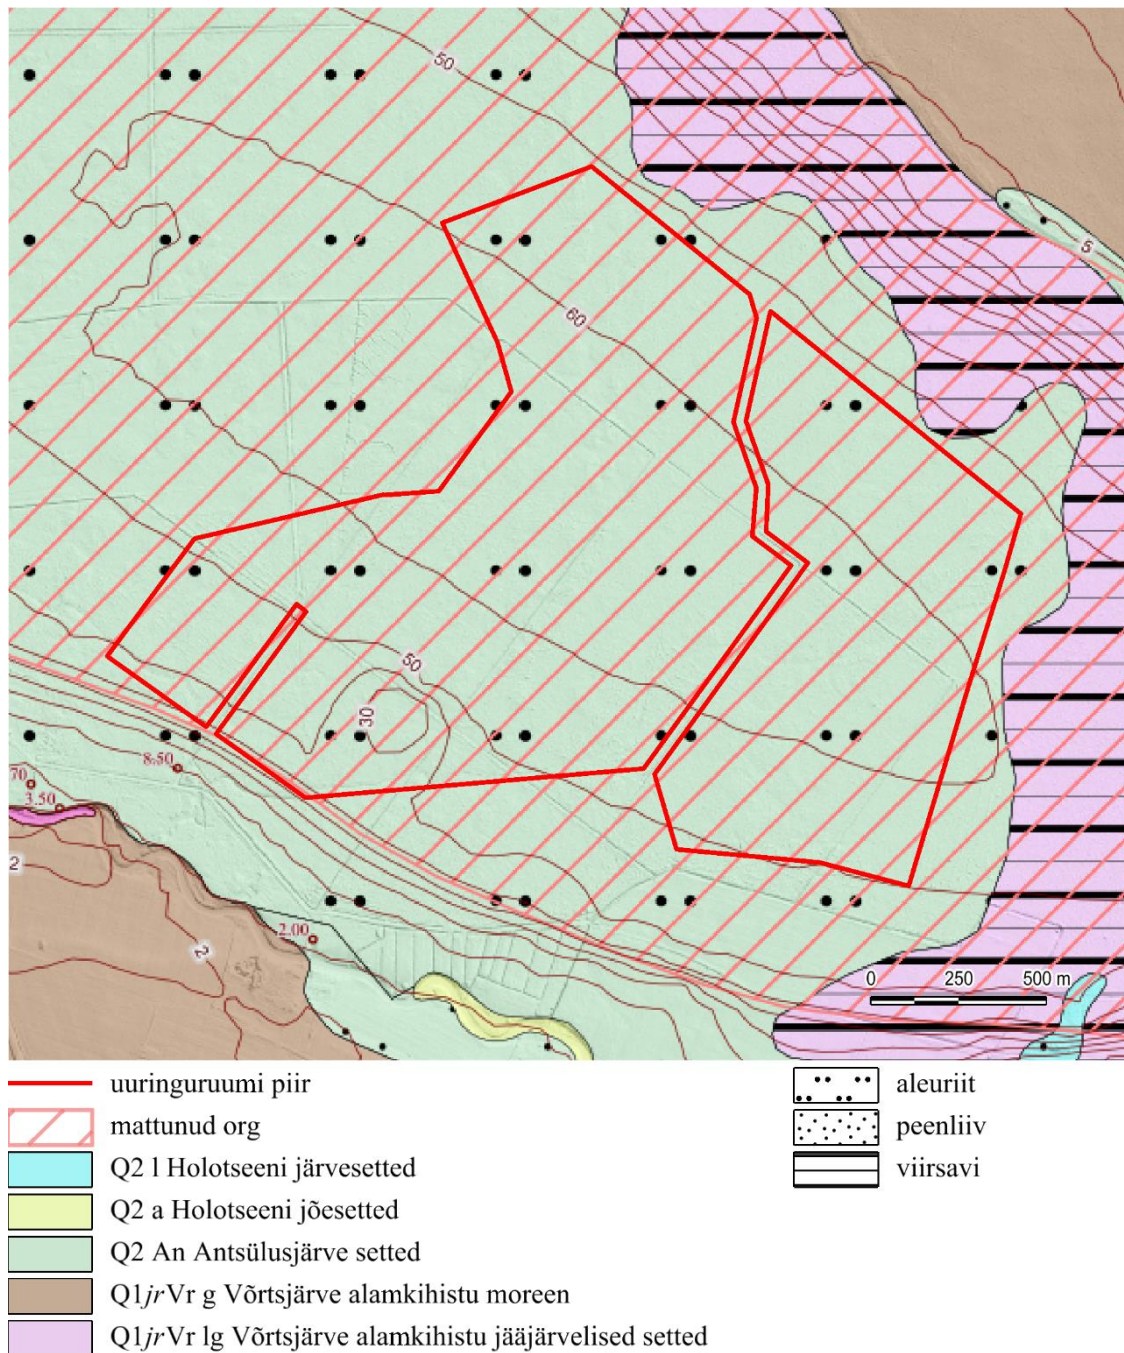 50
5
60
50
30
8.50
70
3.50
2
2.00
2
0 250 500 m
uuringuruumi piir
mattunud org
Q2 l Holotseeni järvesetted
Q2 a Holotseeni jõesetted
Q2 An Antsülusjärve setted
Q1jrVr g Võrtsjärve alamkihistu moreen
Q1jrVr lg Võrtsjärve alamkihistu jääjärvelised setted
aleuriit
peenliiv
viirsavi